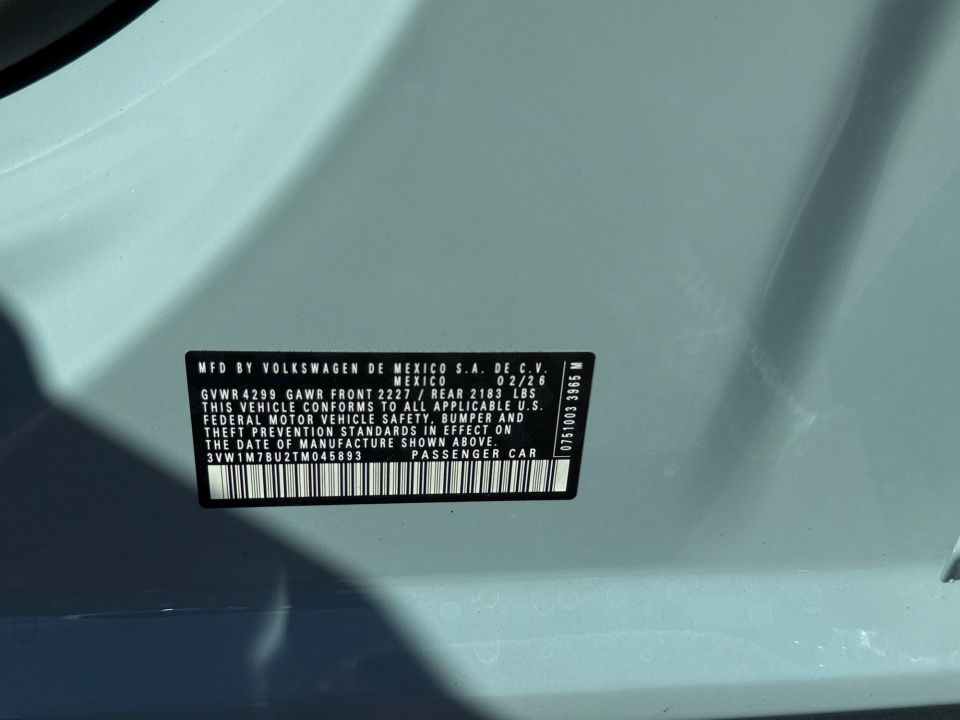 MFD BY VOLKSWAGEN DE MEXICO S.A. DE C.V.
MEXICO 02/26
GVWR 4299 GAWR FRONT 2227 / REAR 2183 LBS
THIS VEHICLE CONFORMS TO ALL APPLICABLE U.S.
FEDERAL MOTOR VEHICLE SAFETY, BUMPER AND
THEFT PREVENTION STANDARDS IN EFFECT ON
THE DATE OF MANUFACTURE SHOWN ABOVE.
3VW1M7BU2TM045893 PASSENGER CAR
0751003 3965 M